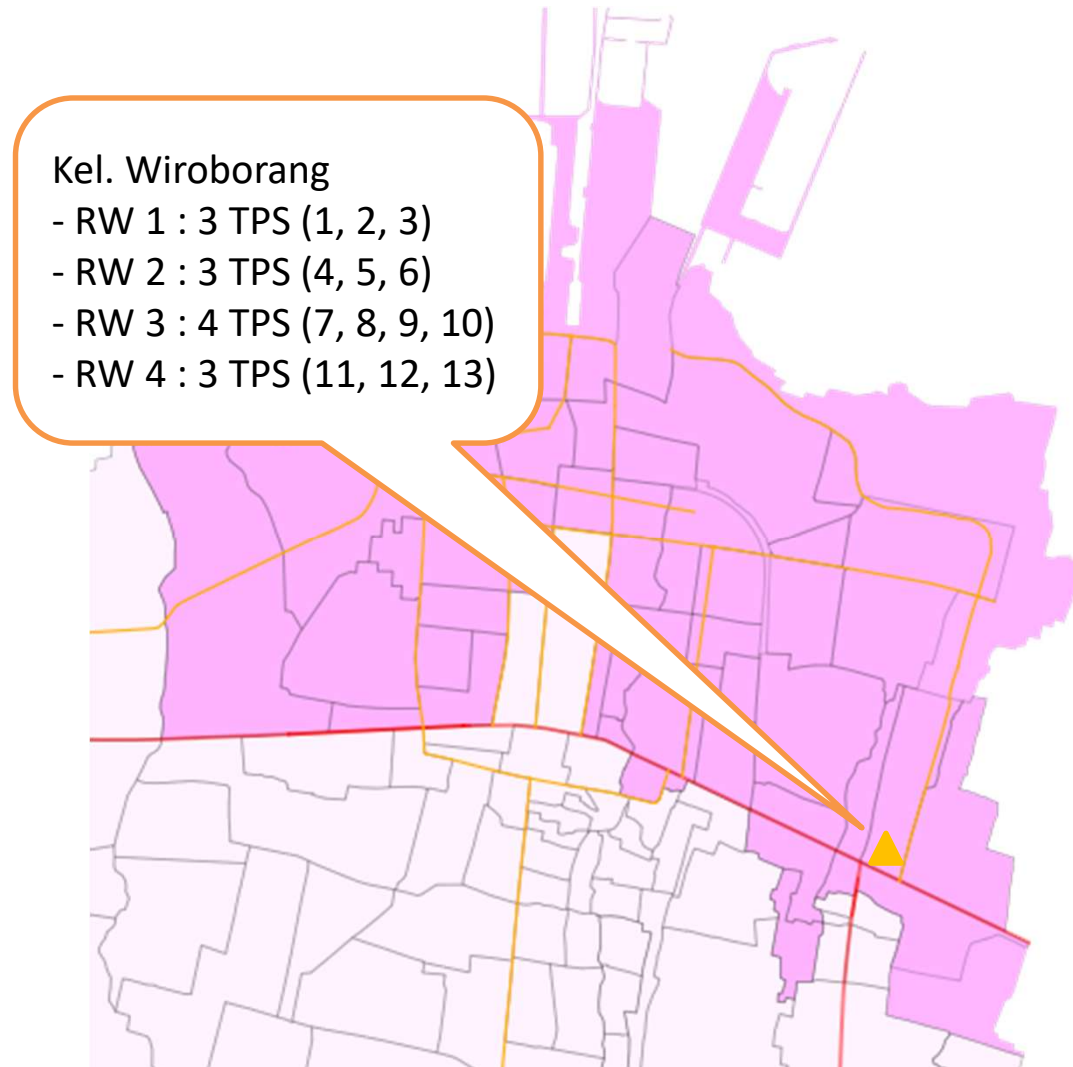 Kel. Wiroborang
- RW 1 : 3 TPS (1, 2, 3)
- RW 2 : 3 TPS (4, 5, 6)
- RW 3 : 4 TPS (7, 8, 9, 10)
- RW 4 : 3 TPS (11, 12, 13)